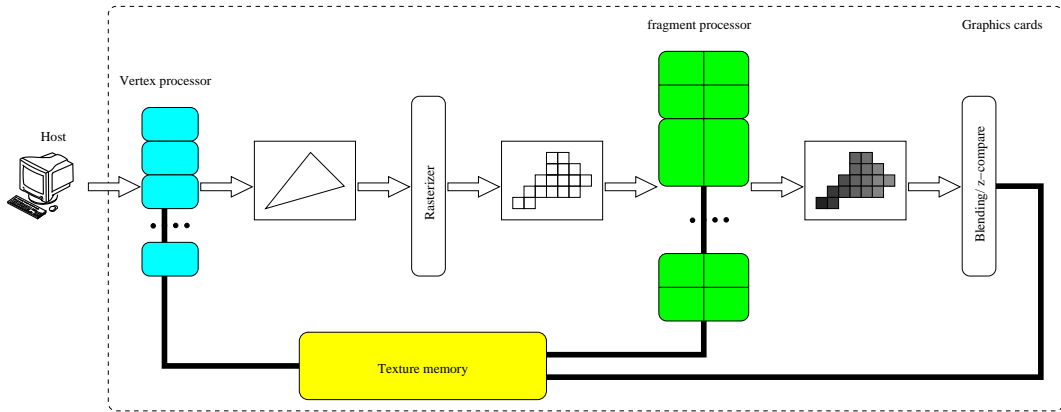 fragment processor
Graphics cards
Vertex processor
Host
Rasterizer
Blending/ z−compare
Texture memory